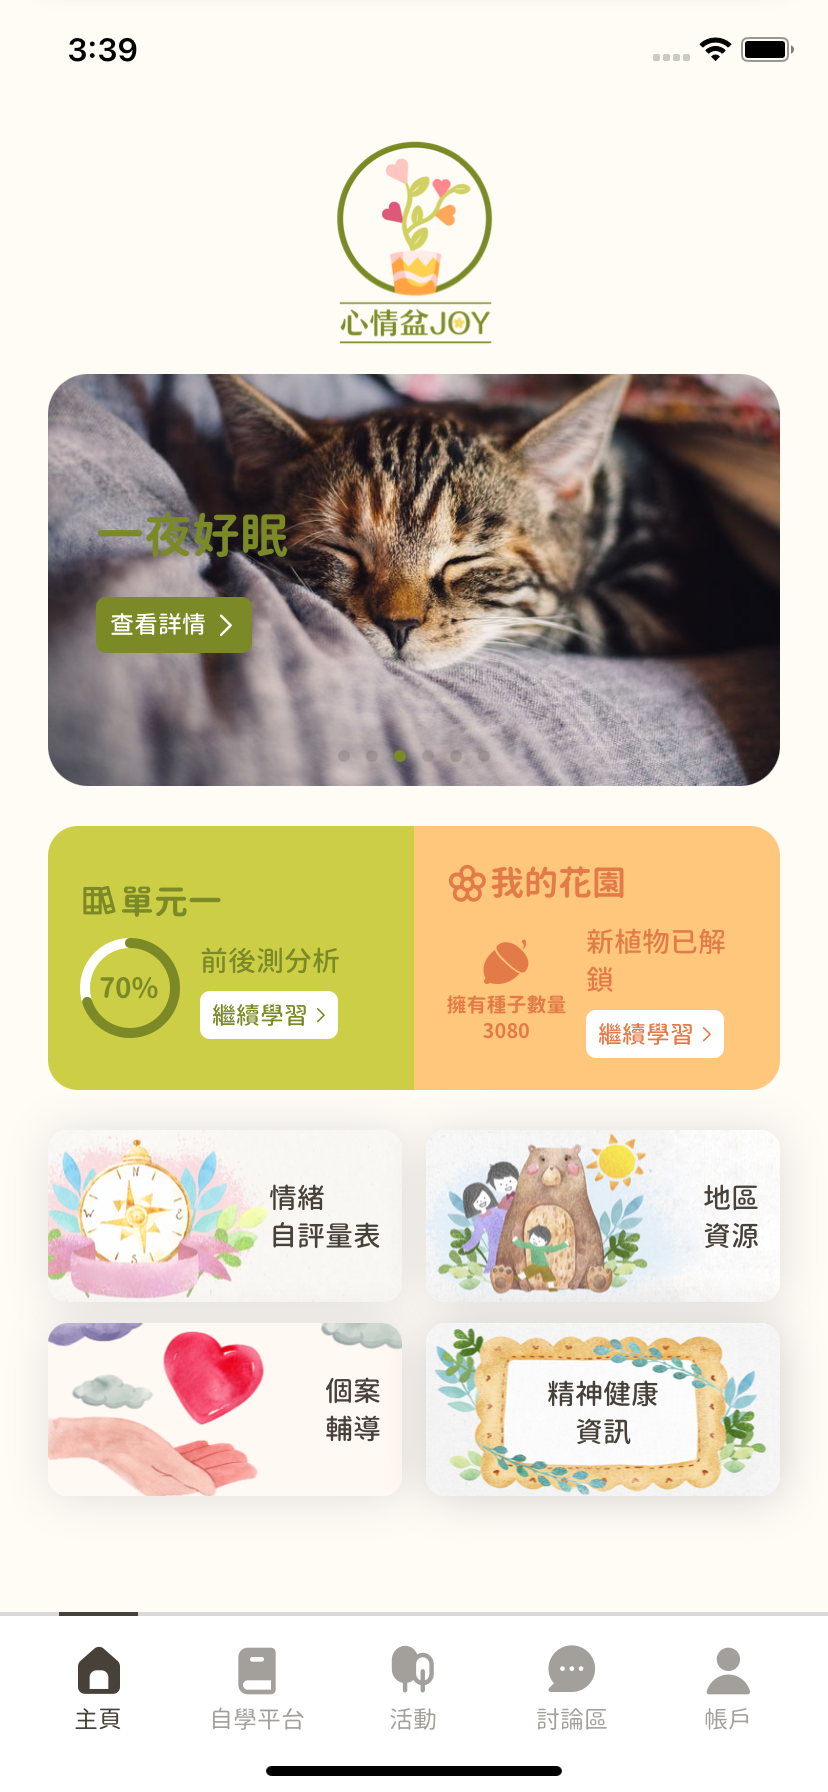 3:39
心情盆JOY
一夜好眠
查看詳情
單元一
70%
前後測分析
繼續學習
我的花園
擁有種子數量
3080
新植物已解
鎖
繼續學習
N
W
E
S
情緒
自評量表
地區
資源
個案
輔導
精神健康
資訊
主頁
自學平台
活動
討論區
帳戶